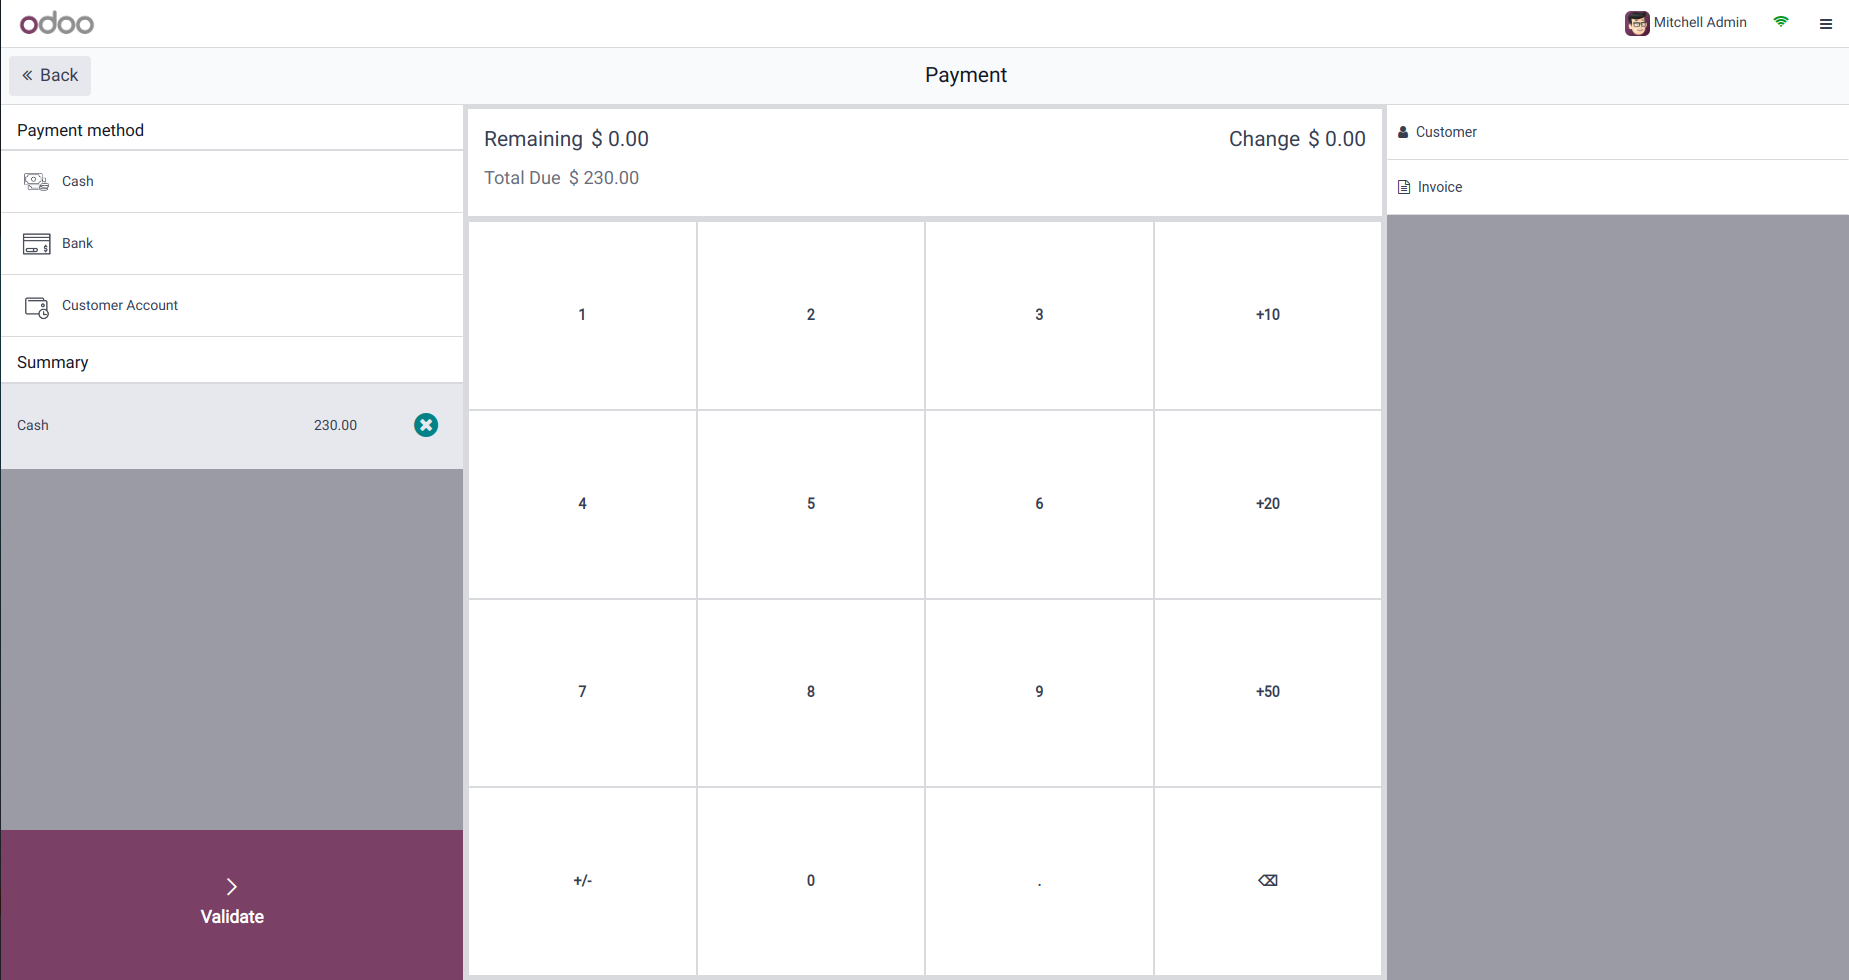 odoo
Mitchell Admin
Back
Payment
Payment method
Cash
Bank
Customer Account
Summary
Cash 230.00
Validate
Remaining $ 0.00
Change $ 0.00
Total Due $ 230.00
1 2 3 +10
4 5 6 +20
7 8 9 +50
+/- 0 . ⌫
Customer
Invoice